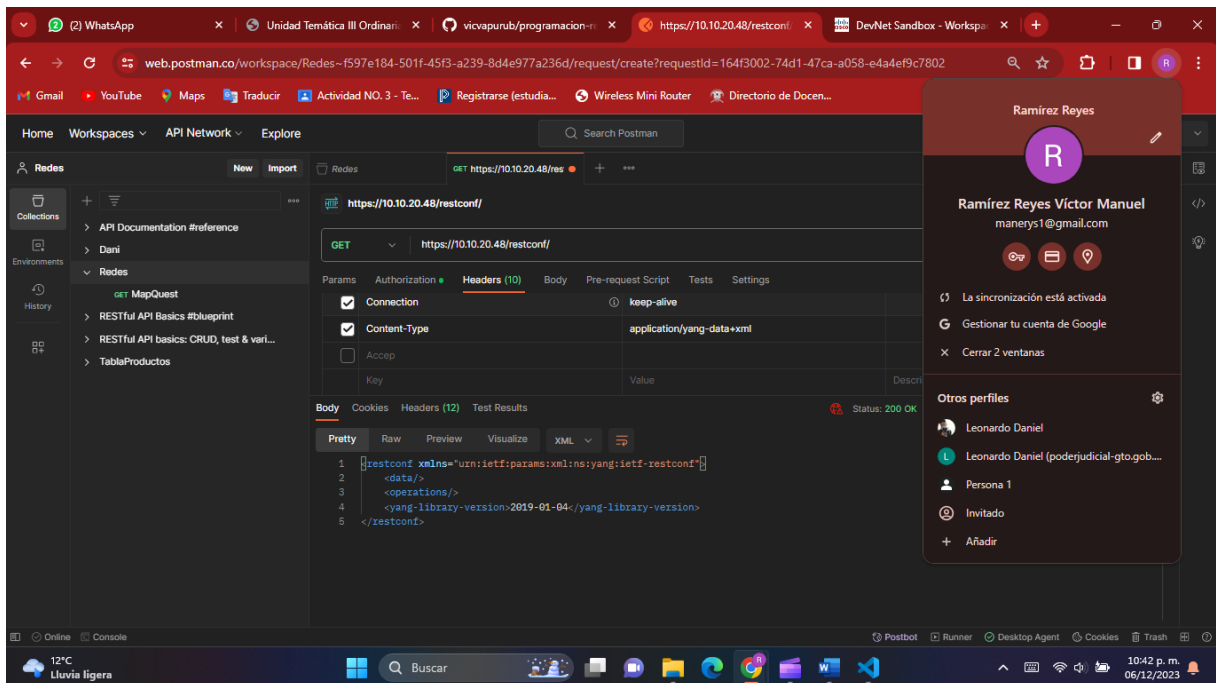 (2) WhatsApp
Unidad Temática III Ordinari
vicvapurub/programacion-r
https://10.10.20.48/restconf/
DevNet Sandbox - Workspa
web.postman.co/workspace/Redes~f597e184-501f-45f3-a239-8d4e977a236d/request/create?requestId=164f3002-74d1-47ca-a058-e4a4ef9c7802
R
Gmail YouTube Maps Traducir Actividad NO. 3 - Te... Registrarse (estudia... Wireless Mini Router Directorio de Docen...
Home Workspaces API Network Explore
Search Postman
Redes
New Import
Redes
GET https://10.10.20.48/res
Collections
Environments
History
API Documentation #reference
Dani
Redes
GET MapQuest
RESTful API Basics #blueprint
RESTful API basics: CRUD, test & vari...
TablaProductos
HTTP https://10.10.20.48/restconf/
GET https://10.10.20.48/restconf/
Params Authorization Headers (10) Body Pre-request Script Tests Settings
Connection keep-alive
Content-Type application/yang-data+xml
Accep
Key Value Descri
Body Cookies Headers (12) Test Results
Status: 200 OK
Pretty Raw Preview Visualize XML
1 <restconf xmlns="urn:ietf:params:xml:ns:yang:ietf-restconf">
2 <data/>
3 <operations/>
4 <yang-library-version>2019-01-04</yang-library-version>
5 </restconf>
Ramírez Reyes
R
Ramírez Reyes Víctor Manuel
manerys1@gmail.com
La sincronización está activada
G Gestionar tu cuenta de Google
Cerrar 2 ventanas
Otros perfiles
Leonardo Daniel
L Leonardo Daniel (poderjudicial-gto.gob....
Persona 1
Invitado
Añadir
Online Console
Postbot Runner Desktop Agent Cookies Trash
12°C
Lluvia ligera
Buscar
10:42 p. m.
06/12/2023